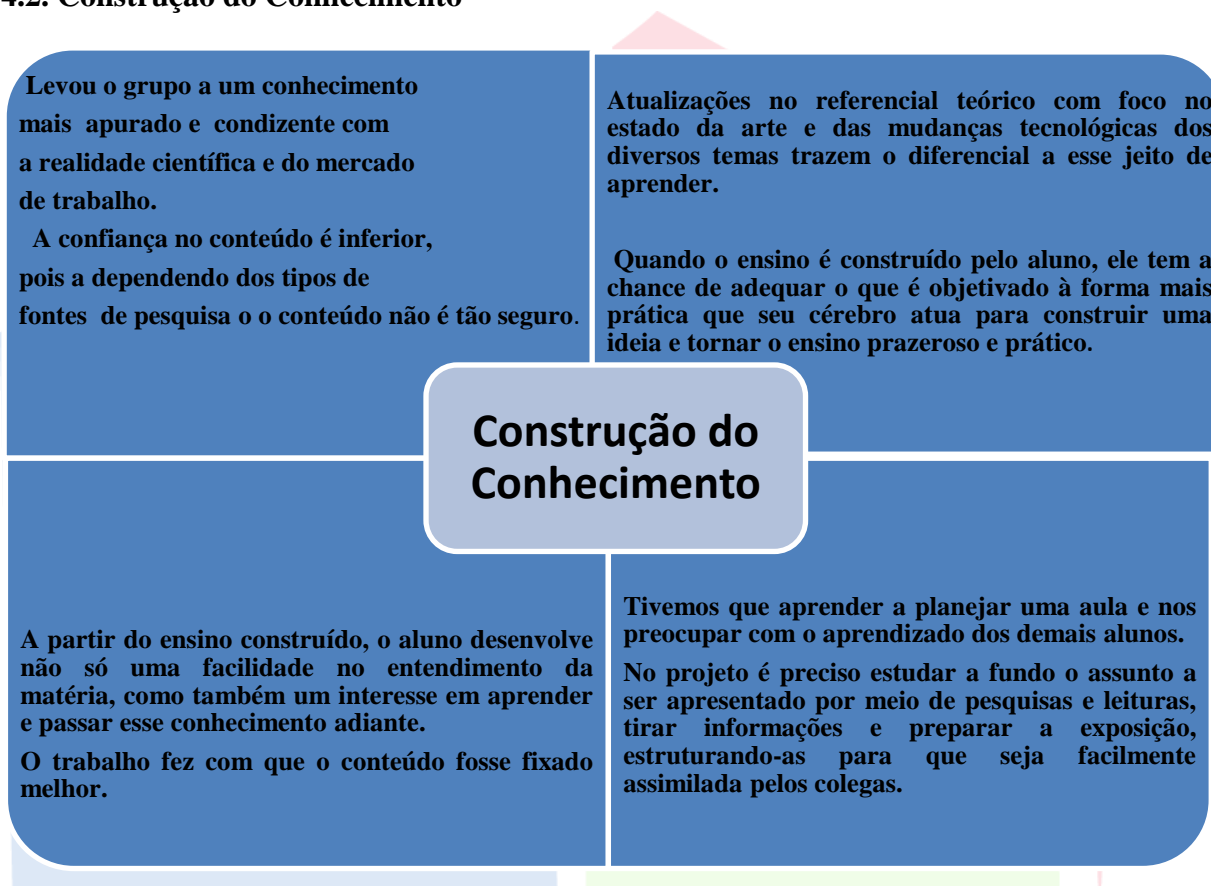 4.2. Construção do Conhecimento
Levou o grupo a um conhecimento
mais apurado e condizente com
a realidade científica e do mercado
de trabalho.
A confiança no conteúdo é inferior,
pois a dependendo dos tipos de
fontes de pesquisa o o conteúdo não é tão seguro.
Atualizações no referencial teórico com foco no
estado da arte e das mudanças tecnológicas dos
diversos temas trazem o diferencial a esse jeito de
aprender.
Quando o ensino é construído pelo aluno, ele tem a
chance de adequar o que é objetivado à forma mais
prática que seu cérebro atua para construir uma
ideia e tornar o ensino prazeroso e prático.
Construção do
Conhecimento
A partir do ensino construído, o aluno desenvolve
não só uma facilidade no entendimento da
matéria, como também um interesse em aprender
e passar esse conhecimento adiante.
O trabalho fez com que o conteúdo fosse fixado
melhor.
Tivemos que aprender a planejar uma aula e nos
preocupar com o aprendizado dos demais alunos.
No projeto é preciso estudar a fundo o assunto a
ser apresentado por meio de pesquisas e leituras,
tirar informações e preparar a exposição,
estruturando-as para que seja facilmente
assimilada pelos colegas.